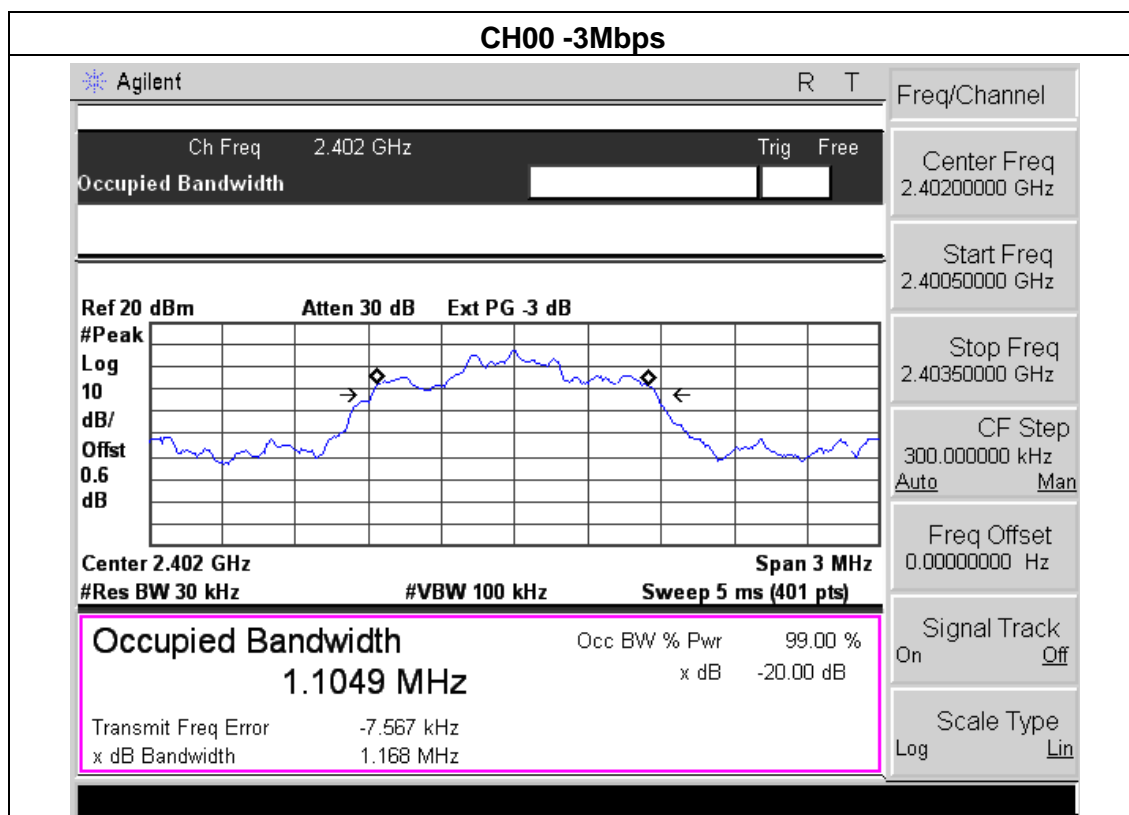 CH00 -3Mbps
Agilent R T
Ch Freq 2.402 GHz Trig Free
Occupied Bandwidth
Ref 20 dBm Atten 30 dB Ext PG -3 dB
#Peak
Log
10
dB/
Offst
0.6
dB
Center 2.402 GHz Span 3 MHz
#Res BW 30 kHz #VBW 100 kHz Sweep 5 ms (401 pts)
Occupied Bandwidth
1.1049 MHz
Occ BW % Pwr 99.00 %
x dB -20.00 dB
Transmit Freq Error -7.567 kHz
x dB Bandwidth 1.168 MHz
Freq/Channel
Center Freq
2.40200000 GHz
Start Freq
2.40050000 GHz
Stop Freq
2.40350000 GHz
CF Step
300.000000 kHz
Auto Man
Freq Offset
0.00000000 Hz
Signal Track
On Off
Scale Type
Log Lin